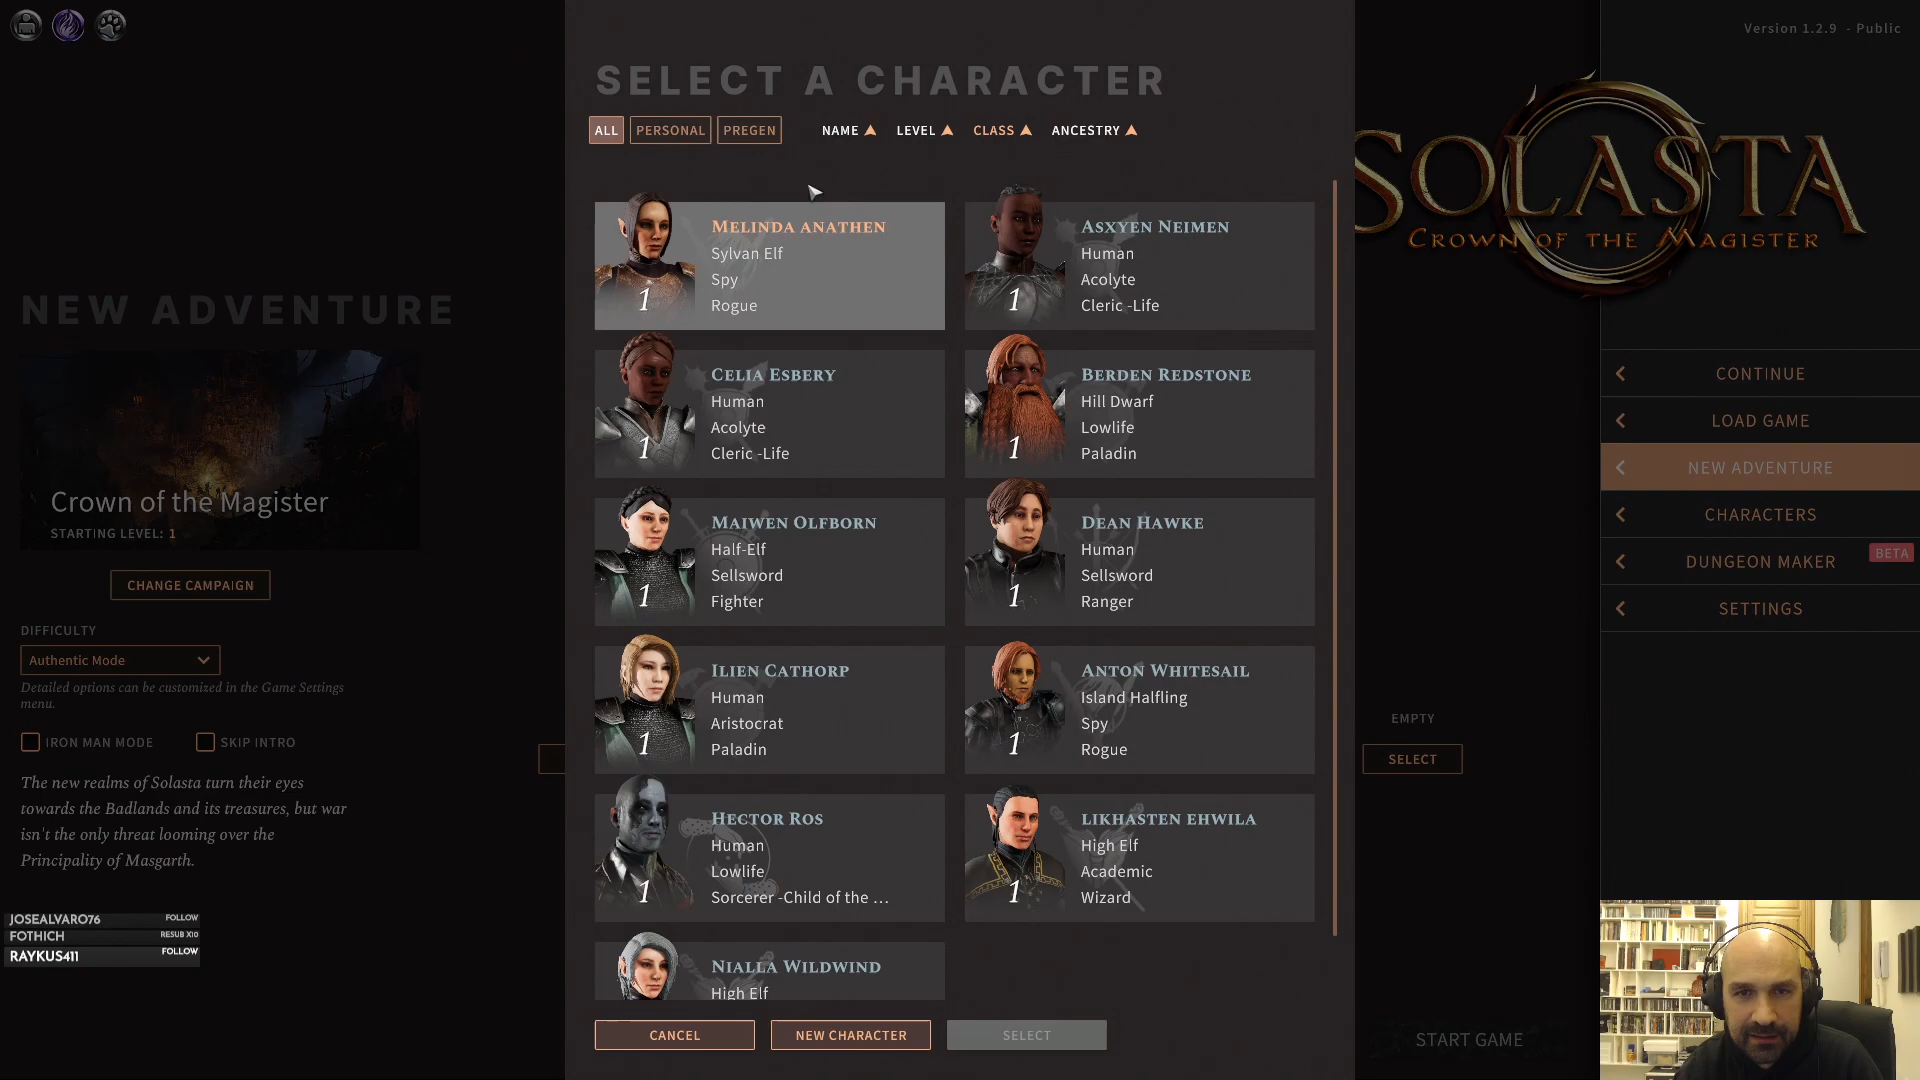 Version 1.2.9 - Public
SELECT A CHARACTER
ALL
PERSONAL
PREGEN
NAME
LEVEL
CLASS
ANCESTRY
SOLASTA
CROWN OF THE MAGISTER
MELINDA ANATHEN
Sylvan Elf
Spy
Rogue
1
ASXYEN NEIMEN
Human
Acolyte
Cleric -Life
1
CELIA ESBERY
Human
Acolyte
Cleric -Life
1
BERDEN REDSTONE
Hill Dwarf
Lowlife
Paladin
1
MAIWEN OLFBORN
Half-Elf
Sellsword
Fighter
1
DEAN HAWKE
Human
Sellsword
Ranger
1
ILIEN CATHORP
Human
Aristocrat
Paladin
1
ANTON WHITESAIL
Island Halfling
Spy
Rogue
1
HECTOR ROS
Human
Lowlife
Sorcerer -Child of the ...
1
LIKHASTEN EHWILA
High Elf
Academic
Wizard
1
NIALLA WILDWIND
High Elf
CANCEL
NEW CHARACTER
SELECT
NEW ADVENTURE
Crown of the Magister
STARTING LEVEL: 1
CHANGE CAMPAIGN
DIFFICULTY
Authentic Mode
Detailed options can be customized in the Game Settings
menu.
IRON MAN MODE
SKIP INTRO
The new realms of Solasta turn their eyes
towards the Badlands and its treasures, but war
isn't the only threat looming over the
Principality of Masgarth.
JOSEALVARO76 FOLLOW
FOTHICH RESUB X10
RAYKUS411 FOLLOW
EMPTY
SELECT
CONTINUE
LOAD GAME
NEW ADVENTURE
CHARACTERS
DUNGEON MAKER
BETA
SETTINGS
START GAME